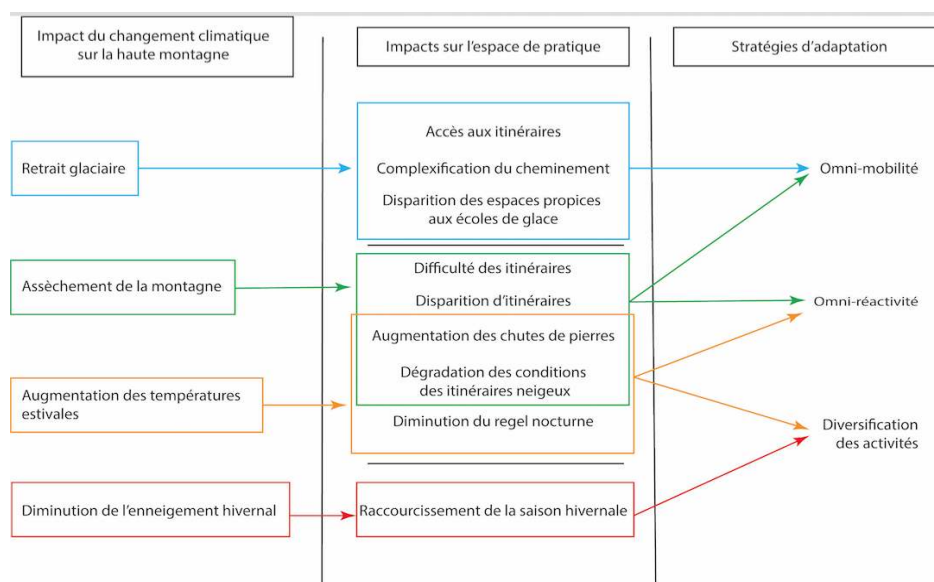 Impact du changement climatique
sur la haute montagne
Impacts sur l'espace de pratique
Stratégies d'adaptation
Retrait glaciaire
Accès aux itinéraires
Complexification du cheminement
Disparition des espaces propices
aux écoles de glace
Omni-mobilité
Assèchement de la montagne
Difficulté des itinéraires
Disparition d'itinéraires
Omni-réactivité
Augmentation des températures
estivales
Augmentation des chutes de pierres
Dégradation des conditions
des itinéraires neigeux
Diminution du regel nocturne
Diversification
des activités
Diminution de l'enneigement hivernal
Raccourcissement de la saison hivernale